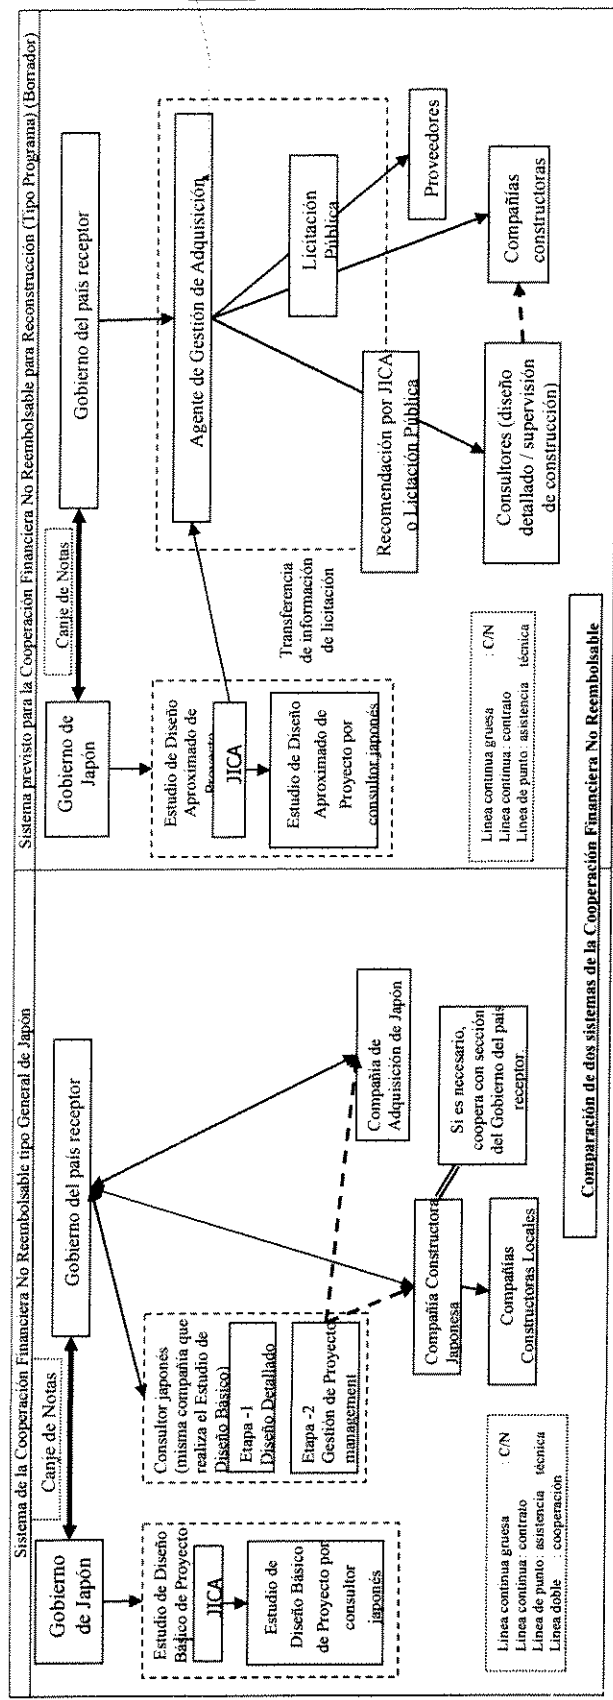 Sistema de la Cooperación Financiera No Reembolsable tipo General de Japón
Gobierno
de Japón
Canje de Notas
Gobierno del país receptor
Estudio de Diseño
Básico de Proyecto
JICA
Estudio de
Diseño Básico
de Proyecto por
consultor
japonés
Consultor japonés
(misma compañía que
realiza el Estudio de
Diseño Básico)
Etapa -1
Diseño Detallado
Etapa -2
Gestión de Proyecto
management
Compañía de
Adquisición de Japón
Compañía Constructora
Japonesa
Si es necesario,
coopera con sección
del Gobierno del país
receptor.
Compañías
Constructoras Locales
Línea continua gruesa : C/N
Línea continua : contrato
Línea de punto : asistencia técnica
Línea doble : cooperación
Sistema previsto para la Cooperación Financiera No Reembolsable para Reconstrucción (Tipo Programa) (Borrador)
Gobierno de
Japón
Canje de Notas
Gobierno del país receptor
Estudio de Diseño
Aproximado de
Proyecto
JICA
Estudio de Diseño
Aproximado de
Proyecto por
consultor japonés
Agente de Gestión de Adquisición
Transferencia
de información
de licitación
Licitación
Pública
Recomendación por JICA
o Lictación Pública
Proveedores
Consultores (diseño
detallado / supervisión
de construcción)
Compañías
constructoras
Línea continua gruesa : C/N
Línea continua : contrato
Línea de punto : asistencia técnica
Comparación de dos sistemas de la Cooperación Financiera No Reembolsable